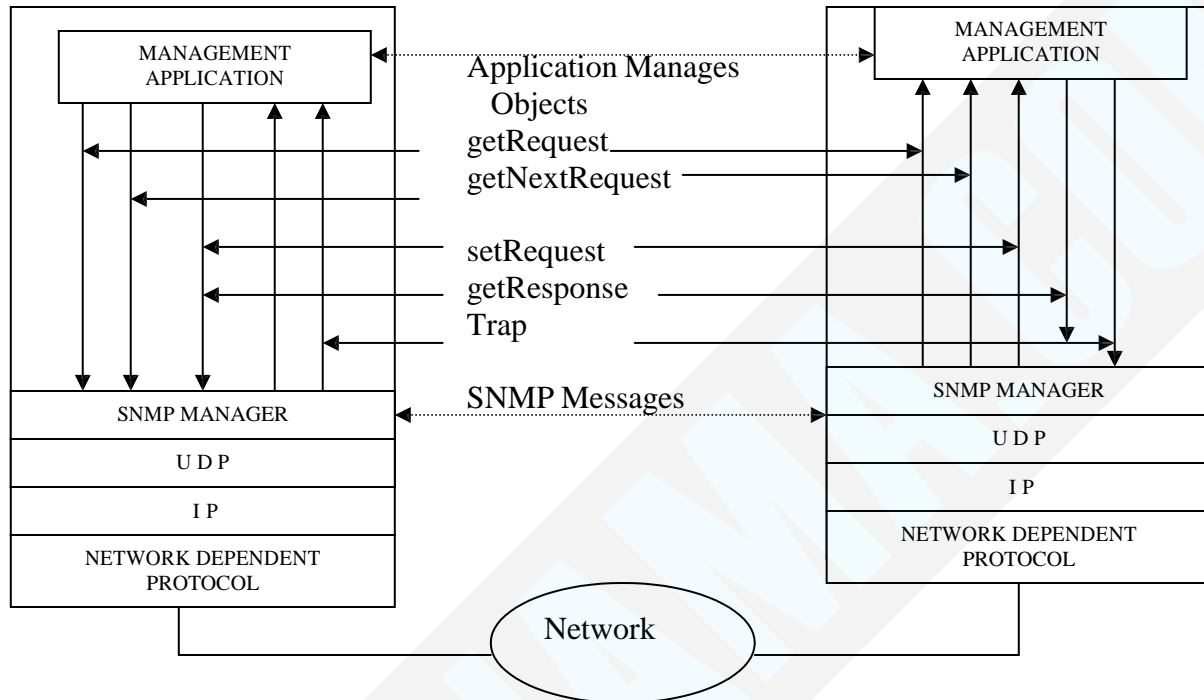 MANAGEMENT
APPLICATION
MANAGEMENT
APPLICATION
Application Manages
Objects
getRequest
getNextRequest
setRequest
getResponse
Trap
SNMP Messages
SNMP MANAGER
U D P
I P
NETWORK DEPENDENT
PROTOCOL
SNMP MANAGER
U D P
I P
NETWORK DEPENDENT
PROTOCOL
Network